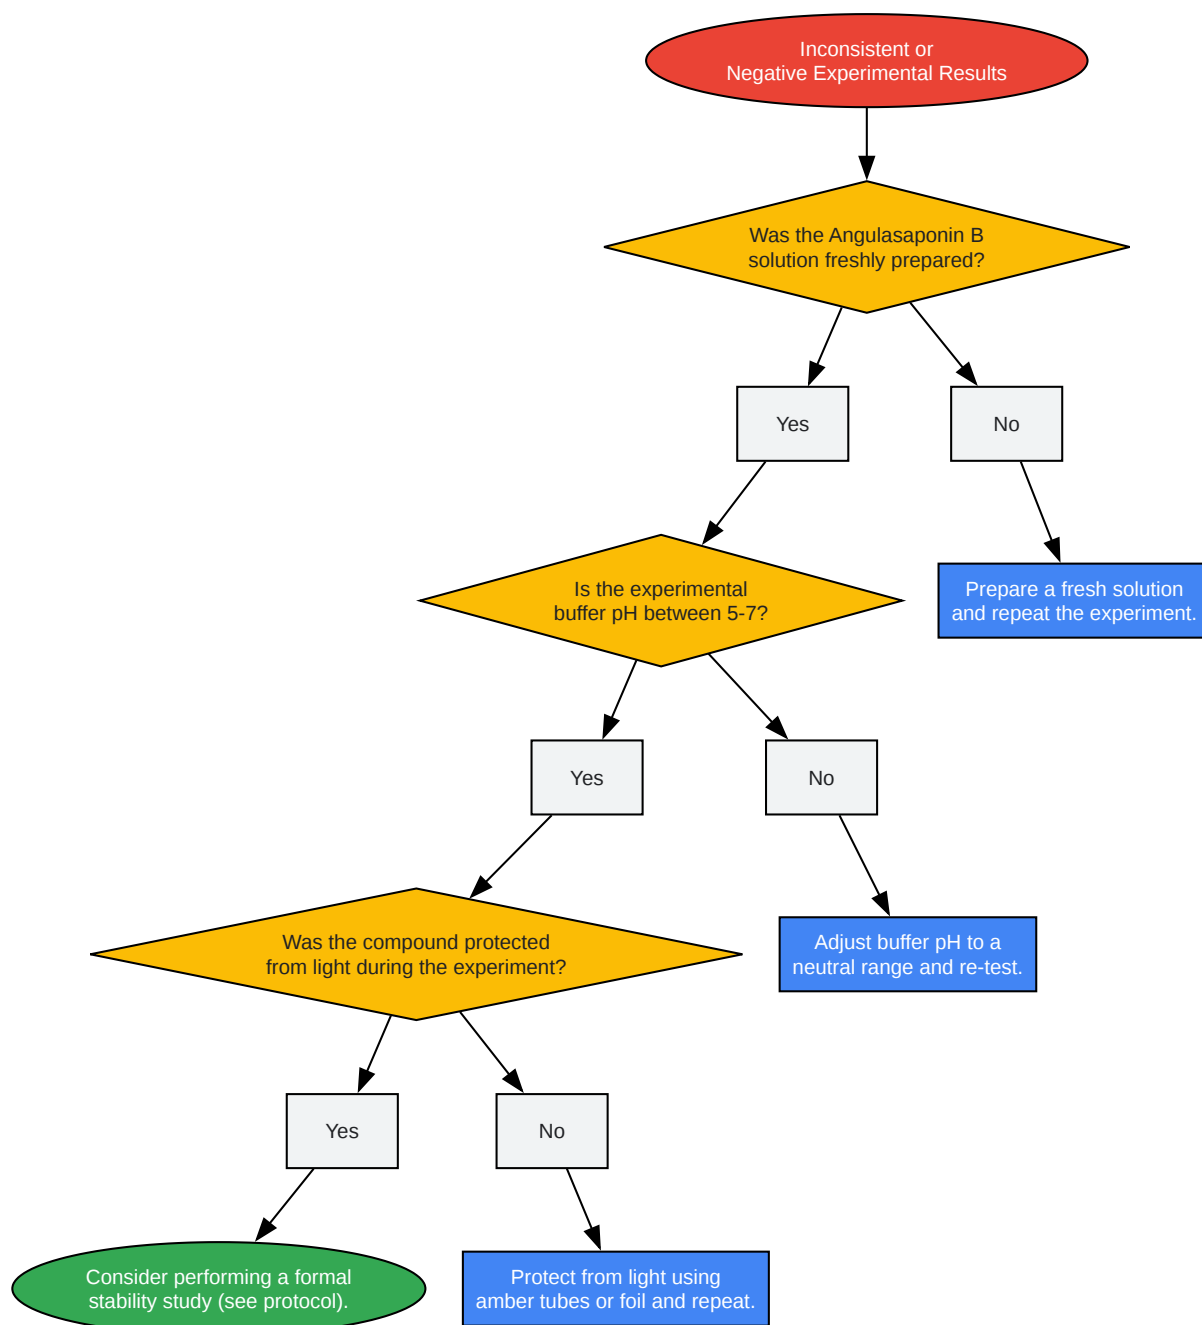 Inconsistent or
Negative Experimental Results
Was the Angulasaponin B
solution freshly prepared?
Yes
No
Is the experimental
buffer pH between 5-7?
Prepare a fresh solution
and repeat the experiment.
Yes
No
Was the compound protected
from light during the experiment?
Adjust buffer pH to a
neutral range and re-test.
Yes
No
Consider performing a formal
stability study (see protocol).
Protect from light using
amber tubes or foil and repeat.